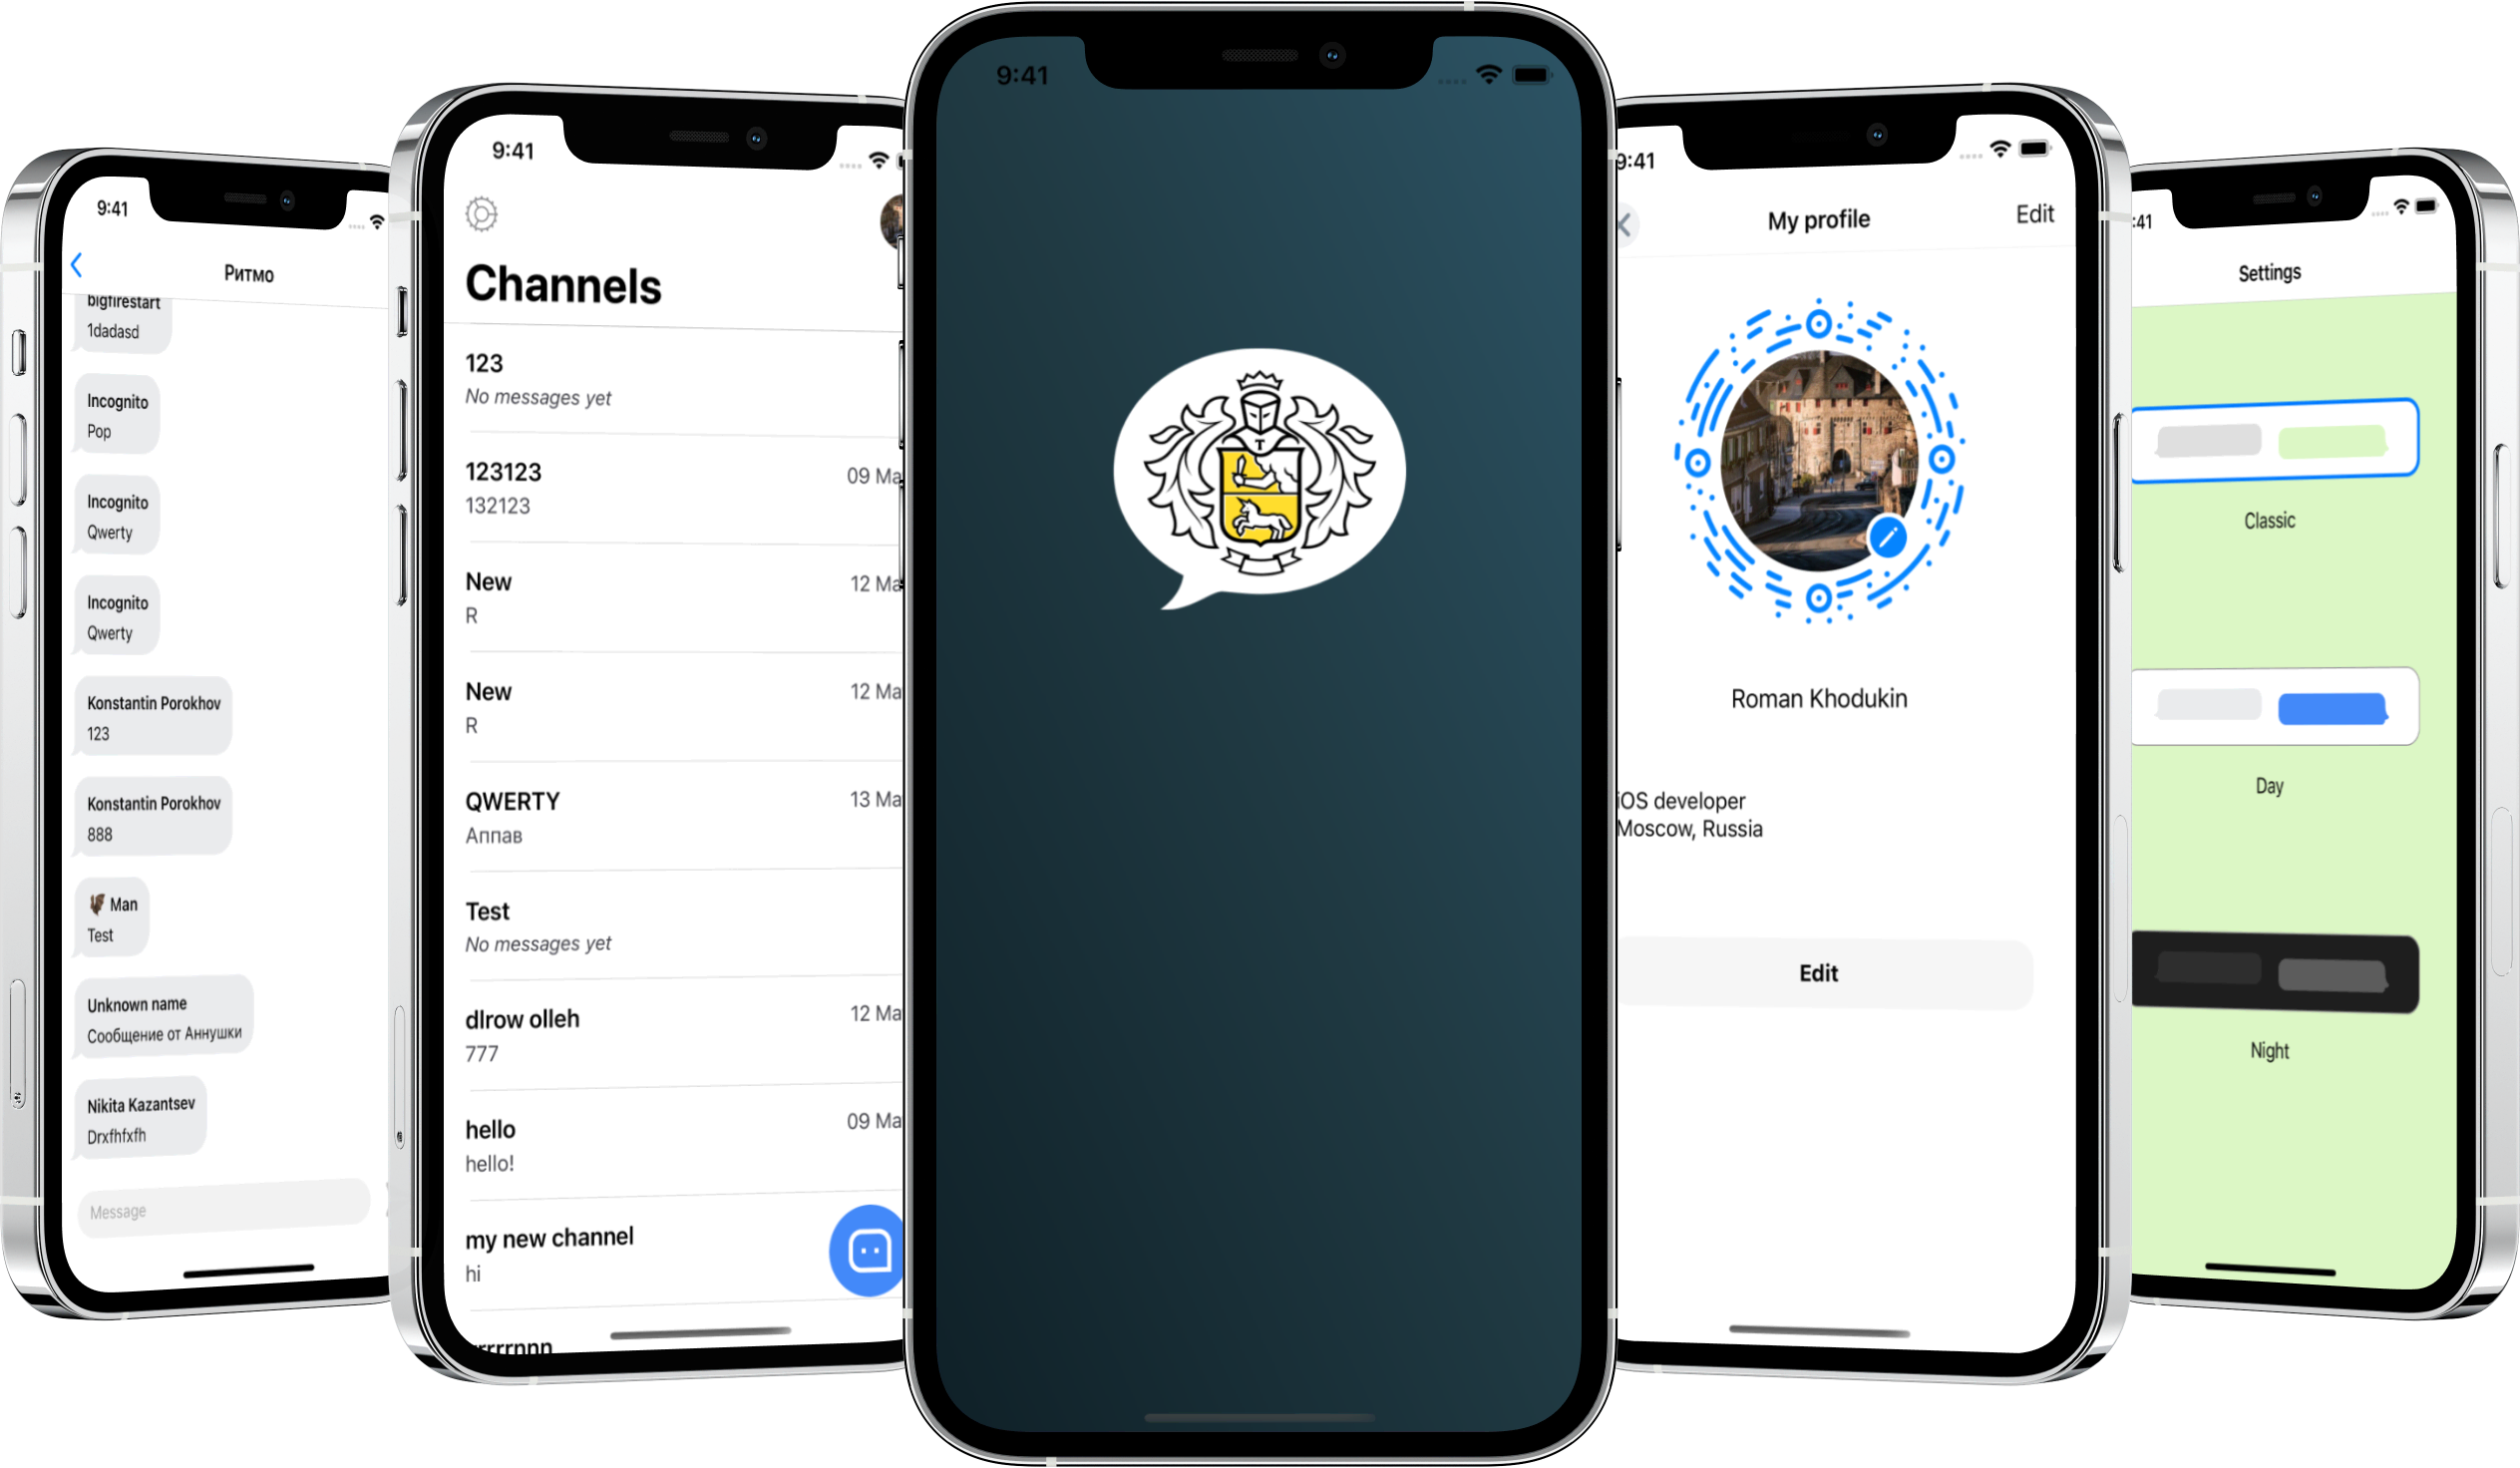 9:41
Ритмо
bigfirestart
1dadasd
Incognito
Pop
Incognito
Qwerty
Incognito
Qwerty
Konstantin Porokhov
123
Konstantin Porokhov
888
Man
Test
Unknown name
Сообщение от Аннушки
Nikita Kazantsev
Drxfhfxfh
Message
9:41
Channels
123
No messages yet
123123
09 Ma
132123
New
12 Ma
R
New
12 Ma
R
QWERTY
13 Ma
Аппав
Test
No messages yet
dlrow olleh
12 Ma
777
hello
09 Ma
hello!
my new channel
hi
9:41
T
9:41
My profile
Edit
Roman Khodukin
iOS developer
Moscow, Russia
Edit
:41
Settings
Classic
Day
Night